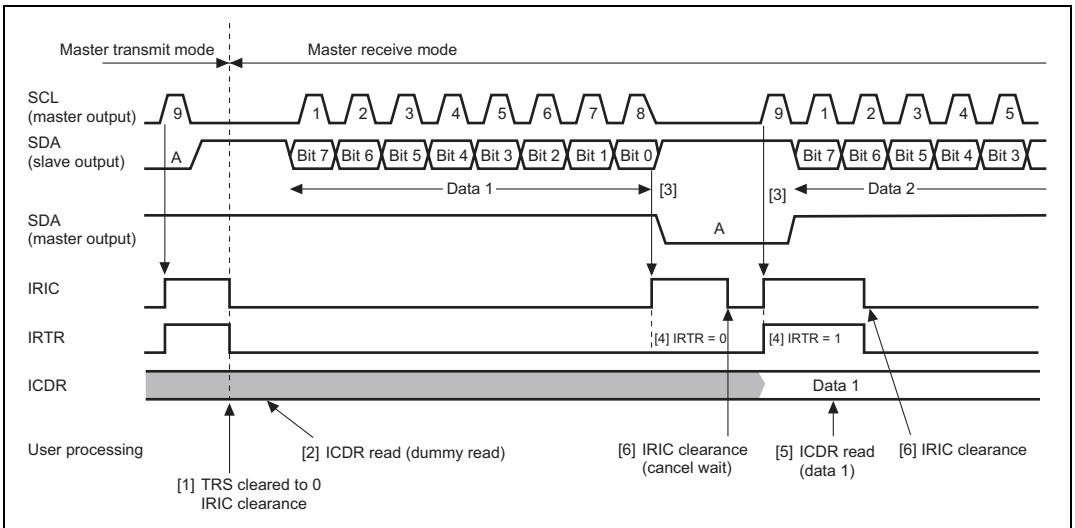 Master transmit mode Master receive mode
SCL
(master output)
9 1 2 3 4 5 6 7 8 9 1 2 3 4 5
SDA
(slave output)
A Bit 7 Bit 6 Bit 5 Bit 4 Bit 3 Bit 2 Bit 1 Bit 0 Bit 7 Bit 6 Bit 5 Bit 4 Bit 3
Data 1 [3] [3] Data 2
SDA
(master output)
A
IRIC
IRTR
[4] IRTR = 0 [4] IRTR = 1
ICDR
Data 1
User processing
[2] ICDR read (dummy read)
[6] IRIC clearance
(cancel wait)
[5] ICDR read
(data 1)
[6] IRIC clearance
[1] TRS cleared to 0
IRIC clearance